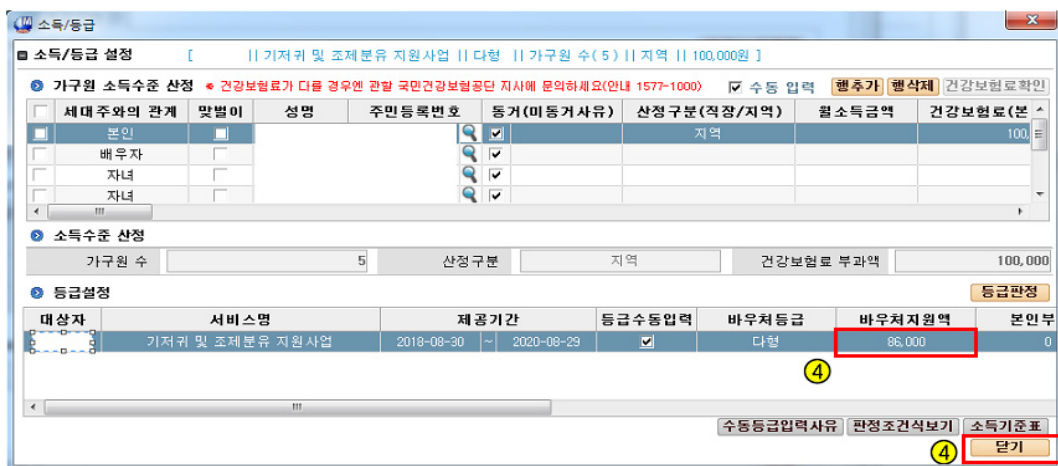 소득/등급
소득/등급 설정 [ || 기저귀 및 조제분유 지원사업 || 다형 || 가구원 수( 5 ) || 지역 || 100,000원 ]
가구원 소득수준 산정 * 건강보험료가 다를 경우엔 관할 국민건강보험공단 지사에 문의하세요(안내 1577-1000) 수동 입력 행추가 행삭제 건강보험료확인
세대주와의 관계 맞벌이 성명 주민등록번호 동거(미동거사유) 산정구분(직장/지역) 월소득금액 건강보험료(본
본인 지역 100,
배우자
자녀
자녀
소득수준 산정
가구원 수 5 산정구분 지역 건강보험료 부과액 100,000
등급설정 등급판정
대상자 서비스명 제공기간 등급수동입력 바우처등급 바우처지원액 본인부
기저귀 및 조제분유 지원사업 2018-08-30 ~ 2020-08-29 다형 86,000 0
④
수동등급입력사유 판정조건식보기 소득기준표
④ 닫기